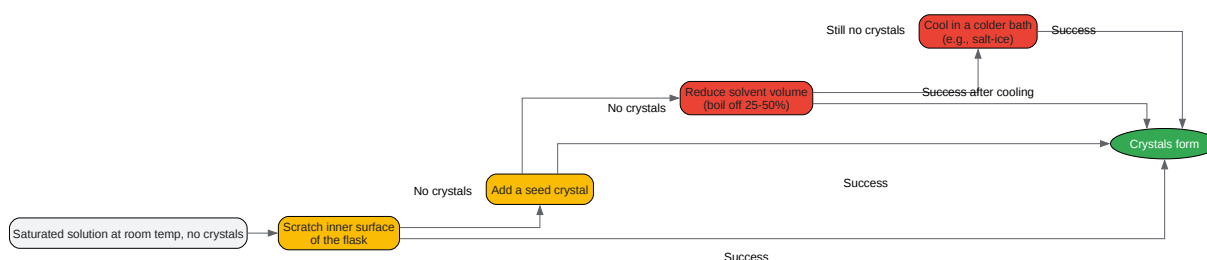 Still no crystals
Cool in a colder bath
(e.g., salt-ice)
Success
Reduce solvent volume
(boil off 25-50%)
Success after cooling
No crystals
Crystals form
No crystals
Add a seed crystal
Success
Saturated solution at room temp, no crystals
Scratch inner surface
of the flask
Success